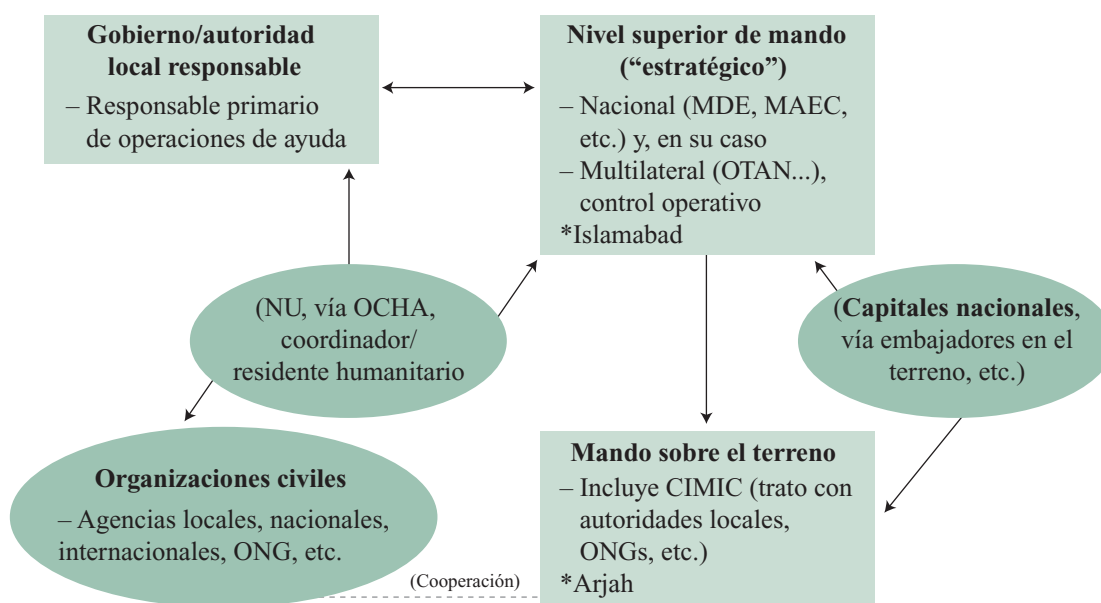 Gobierno/autoridad
local responsable
– Responsable primario
de operaciones de ayuda
Nivel superior de mando
(“estratégico”)
– Nacional (MDE, MAEC,
etc.) y, en su caso
– Multilateral (OTAN...),
control operativo
*Islamabad
(NU, vía OCHA,
coordinador/
residente humanitario
(Capitales nacionales,
vía embajadores en el
terreno, etc.)
Organizaciones civiles
– Agencias locales, nacionales,
internacionales, ONG, etc.
Mando sobre el terreno
– Incluye CIMIC (trato con
autoridades locales,
ONGs, etc.)
*Arjah
(Cooperación)